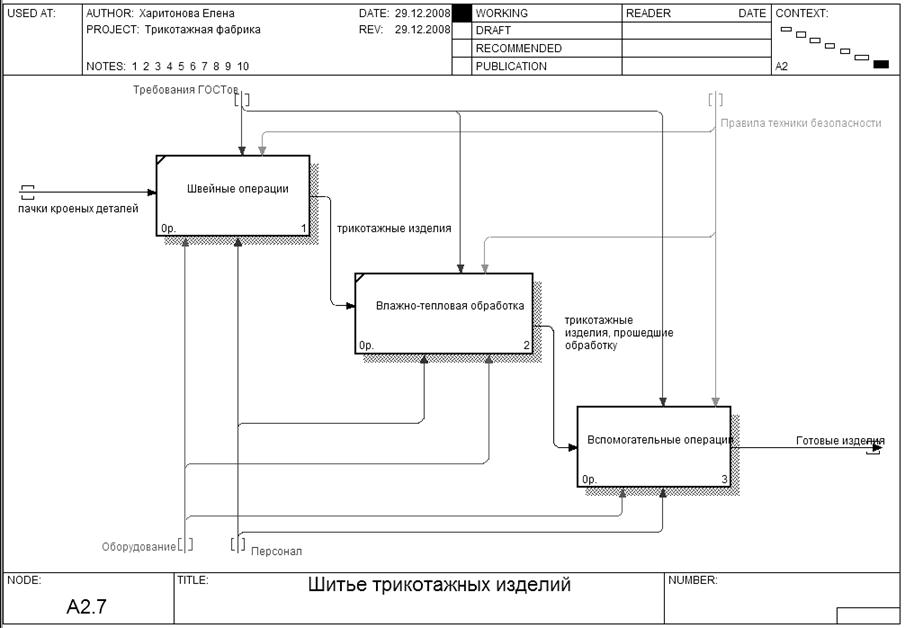 USED AT:
AUTHOR: Харитонова Елена
DATE: 29.12.2008
WORKING
READER
DATE
CONTEXT:
PROJECT: Трикотажная фабрика
REV: 29.12.2008
DRAFT
RECOMMENDED
NOTES: 1 2 3 4 5 6 7 8 9 10
PUBLICATION
A2
Требования ГОСТов
Правила техники безопасности
Швейные операции
0р.
1
пачки кроеных деталей
трикотажные изделия
Влажно-тепловая обработка
0р.
2
трикотажные
изделия, прошедшие
обработку
Вспомогательные операции
0р.
3
Готовые изделия
Оборудование
Персонал
NODE:
A2.7
TITLE:
Шитье трикотажных изделий
NUMBER: